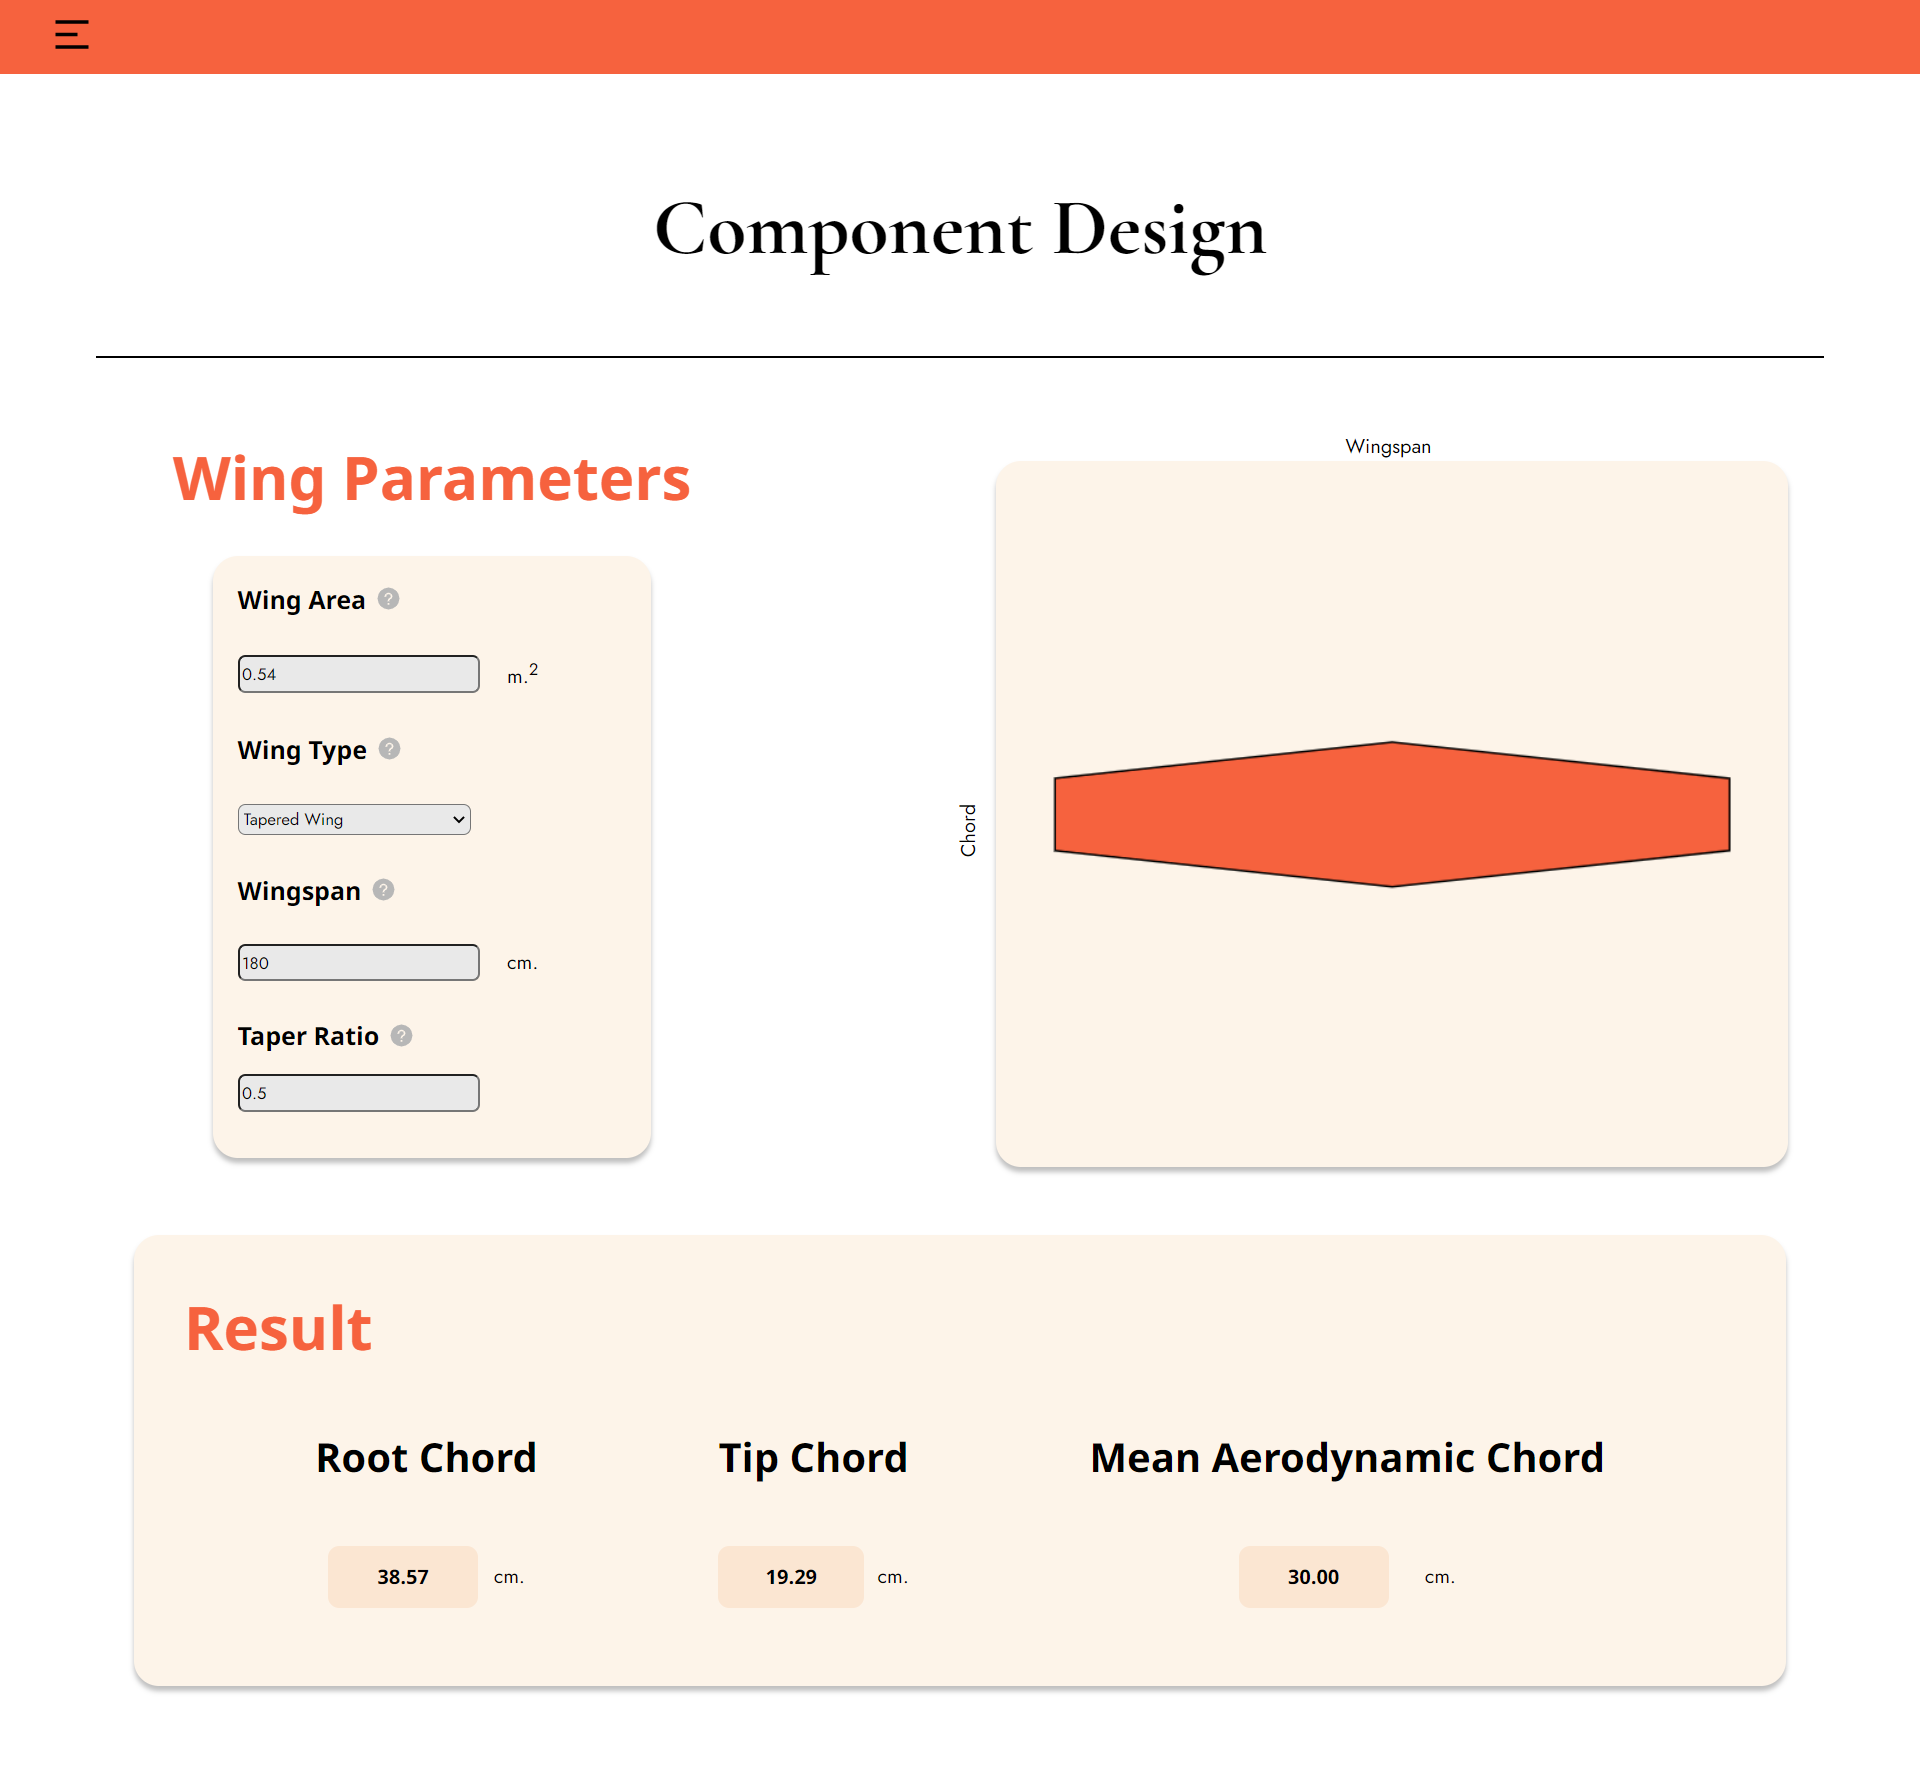 Component Design
Wing Parameters
Wing Area ?
0.54 m.²
Wing Type ?
Tapered Wing
Wingspan ?
180 cm.
Taper Ratio ?
0.5
Wingspan
Chord
Result
Root Chord Tip Chord Mean Aerodynamic Chord
38.57 cm. 19.29 cm. 30.00 cm.